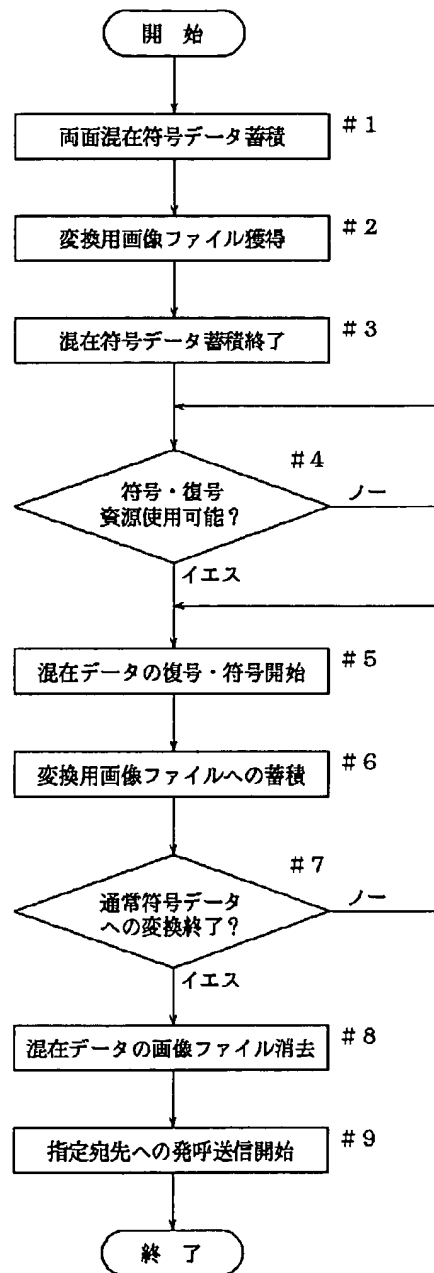 開 始
両面混在符号データ蓄積
#1
変換用画像ファイル獲得
#2
混在符号データ蓄積終了
#3
#4
符号・復号
資源使用可能?
ノー
イエス
混在データの復号・符号開始
#5
変換用画像ファイルへの蓄積
#6
#7
通常符号データ
への変換終了?
ノー
イエス
混在データの画像ファイル消去
#8
指定宛先への発呼送信開始
#9
終 了